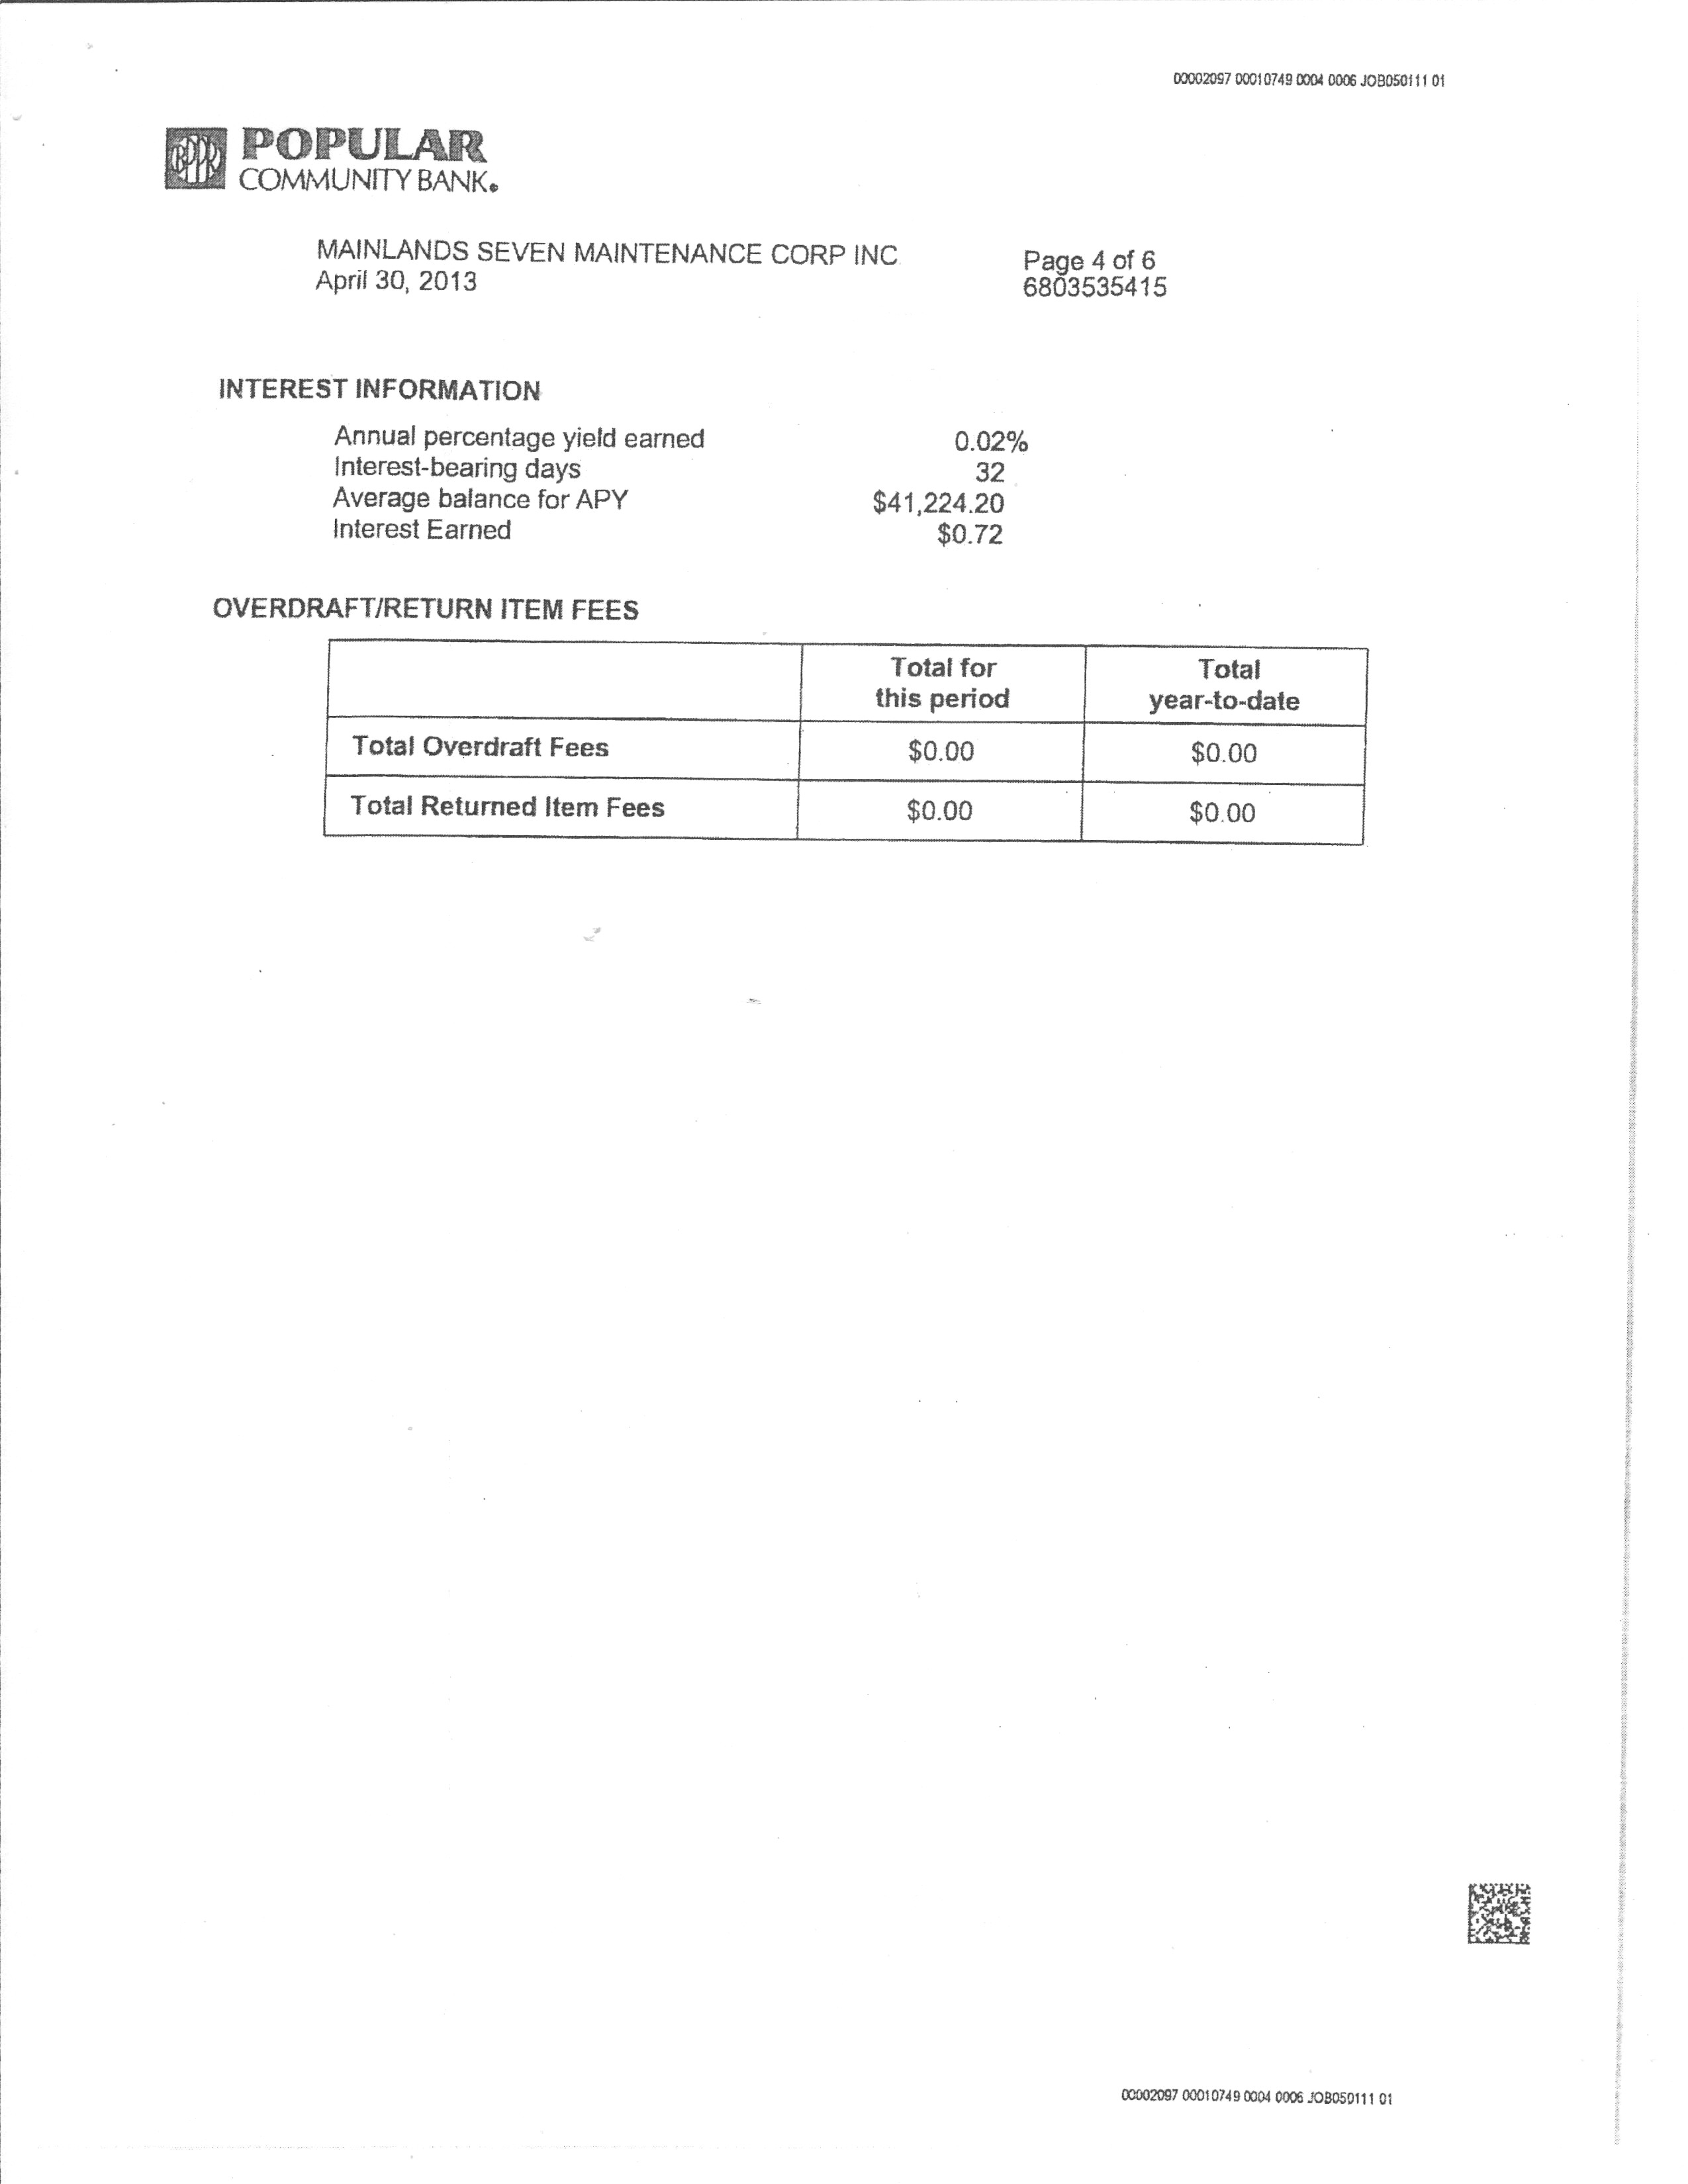 00002097 00010749 0004 0006 JOB050111 01
BPPR
POPULAR
COMMUNITY BANK.
MAINLANDS SEVEN MAINTENANCE CORP INC
April 30, 2013
Page 4 of 6
6803535415
INTEREST INFORMATION
Annual percentage yield earned 0.02%
Interest-bearing days 32
Average balance for APY $41,224.20
Interest Earned $0.72
OVERDRAFT/RETURN ITEM FEES
Total for this period Total year-to-date
Total Overdraft Fees $0.00 $0.00
Total Returned Item Fees $0.00 $0.00
00002097 00010749 0004 0006 JOB050111 01